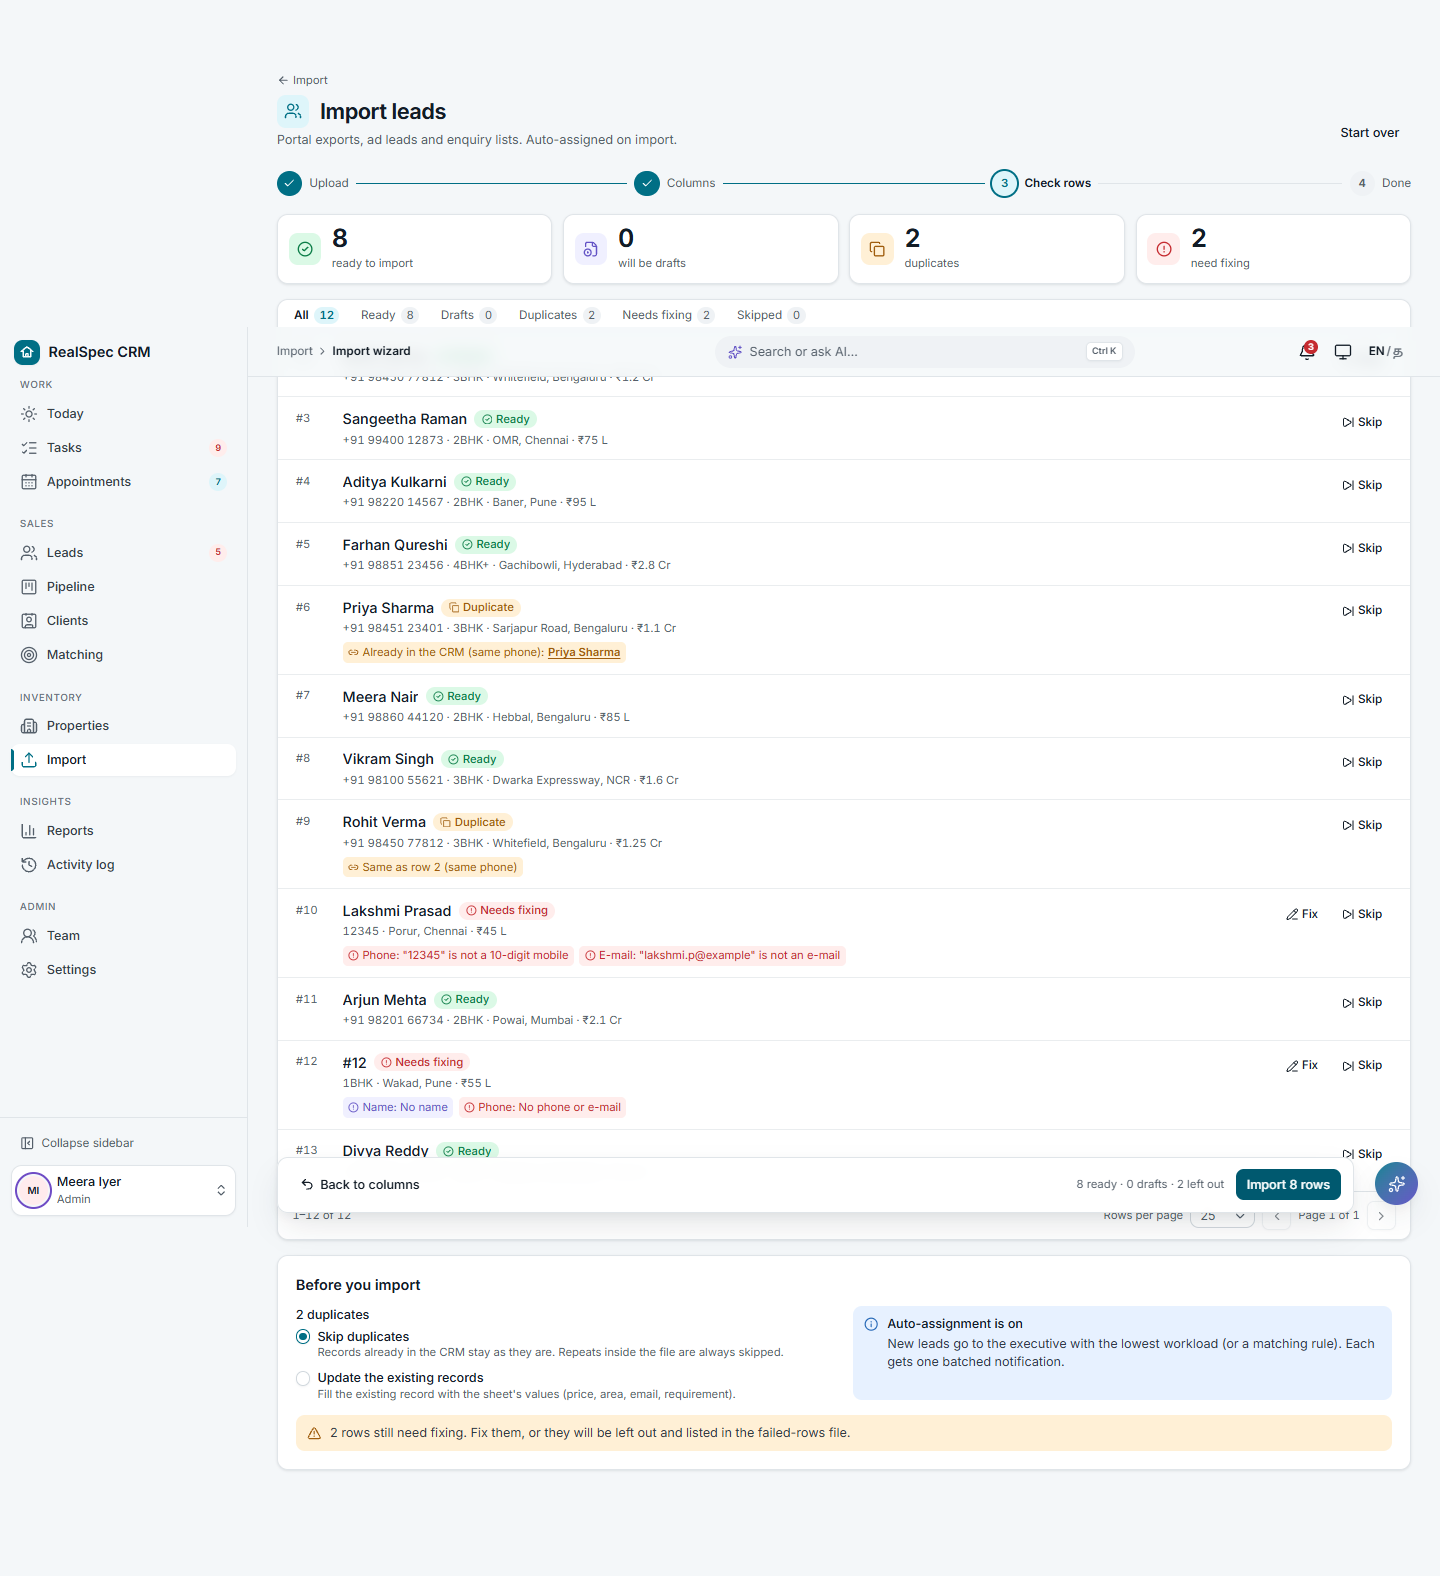 ← Import
Import leads
Portal exports, ad leads and enquiry lists. Auto-assigned on import.
Start over
Upload
Columns
3 Check rows
4 Done
8
ready to import
0
will be drafts
2
duplicates
2
need fixing
All 12
Ready 8
Drafts 0
Duplicates 2
Needs fixing 2
Skipped 0
RealSpec CRM
Import > Import wizard
Search or ask AI...
Ctrl K
3
EN / த
WORK
Today
Tasks 9
Appointments 7
SALES
Leads 5
Pipeline
Clients
Matching
INVENTORY
Properties
Import
INSIGHTS
Reports
Activity log
ADMIN
Team
Settings
Collapse sidebar
MI
Meera Iyer
Admin
+91 98450 77812 · 3BHK · Whitefield, Bengaluru · ₹1.2 Cr
#3 Sangeetha Raman Ready Skip
+91 99400 12873 · 2BHK · OMR, Chennai · ₹75 L
#4 Aditya Kulkarni Ready Skip
+91 98220 14567 · 2BHK · Baner, Pune · ₹95 L
#5 Farhan Qureshi Ready Skip
+91 98851 23456 · 4BHK+ · Gachibowli, Hyderabad · ₹2.8 Cr
#6 Priya Sharma Duplicate Skip
+91 98451 23401 · 3BHK · Sarjapur Road, Bengaluru · ₹1.1 Cr
Already in the CRM (same phone): Priya Sharma
#7 Meera Nair Ready Skip
+91 98860 44120 · 2BHK · Hebbal, Bengaluru · ₹85 L
#8 Vikram Singh Ready Skip
+91 98100 55621 · 3BHK · Dwarka Expressway, NCR · ₹1.6 Cr
#9 Rohit Verma Duplicate Skip
+91 98450 77812 · 3BHK · Whitefield, Bengaluru · ₹1.25 Cr
Same as row 2 (same phone)
#10 Lakshmi Prasad Needs fixing Fix Skip
12345 · Porur, Chennai · ₹45 L
Phone: "12345" is not a 10-digit mobile
E-mail: "lakshmi.p@example" is not an e-mail
#11 Arjun Mehta Ready Skip
+91 98201 66734 · 2BHK · Powai, Mumbai · ₹2.1 Cr
#12 #12 Needs fixing Fix Skip
1BHK · Wakad, Pune · ₹55 L
Name: No name
Phone: No phone or e-mail
#13 Divya Reddy Ready Skip
Back to columns
8 ready · 0 drafts · 2 left out
Import 8 rows
1–12 of 12
Rows per page 25
Page 1 of 1
Before you import
2 duplicates
Skip duplicates
Records already in the CRM stay as they are. Repeats inside the file are always skipped.
Update the existing records
Fill the existing record with the sheet's values (price, area, email, requirement).
Auto-assignment is on
New leads go to the executive with the lowest workload (or a matching rule). Each
gets one batched notification.
2 rows still need fixing. Fix them, or they will be left out and listed in the failed-rows file.